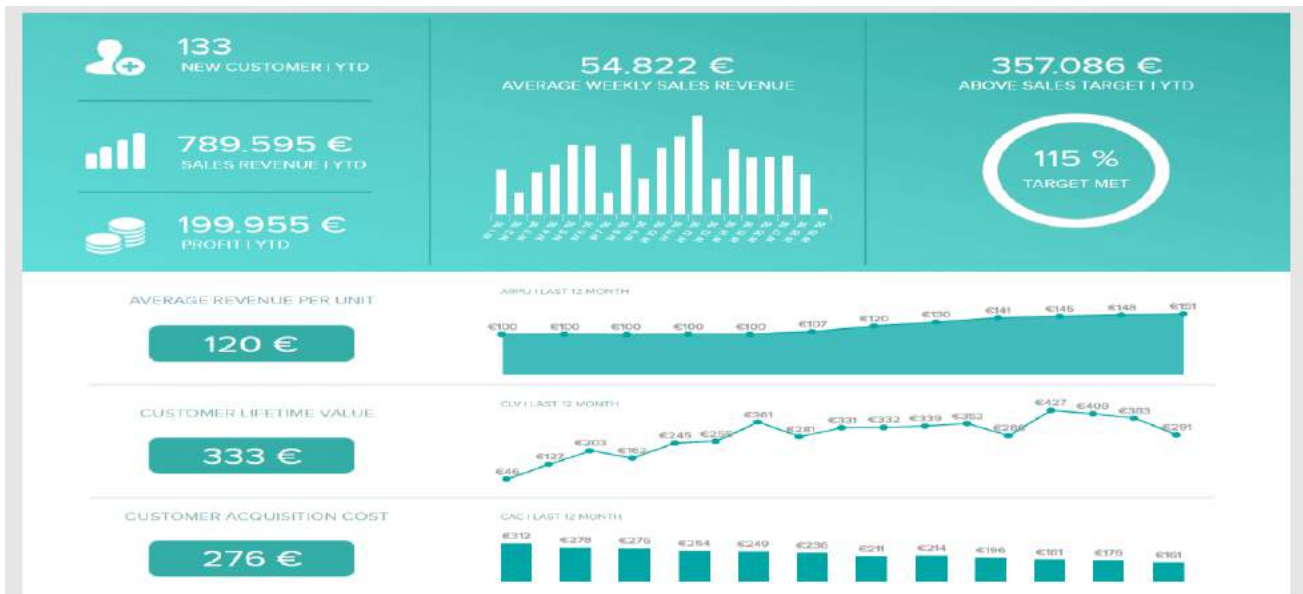 133
NEW CUSTOMER | YTD
789.595 €
SALES REVENUE | YTD
199.955 €
PROFIT | YTD
54.822 €
AVERAGE WEEKLY SALES REVENUE
357.086 €
ABOVE SALES TARGET | YTD
115 %
TARGET MET
AVERAGE REVENUE PER UNIT
120 €
ARPU | LAST 12 MONTH
€100 €100 €100 €100 €100 €107 €120 €130 €141 €145 €148 €151
CUSTOMER LIFETIME VALUE
333 €
CLV | LAST 12 MONTH
€46 €127 €203 €162 €245 €255 €361 €281 €331 €332 €339 €352 €427 €383 €291
CUSTOMER ACQUISITION COST
276 €
CAC | LAST 12 MONTH
€312 €278 €254 €249 €236 €211 €214 €196 €181 €161